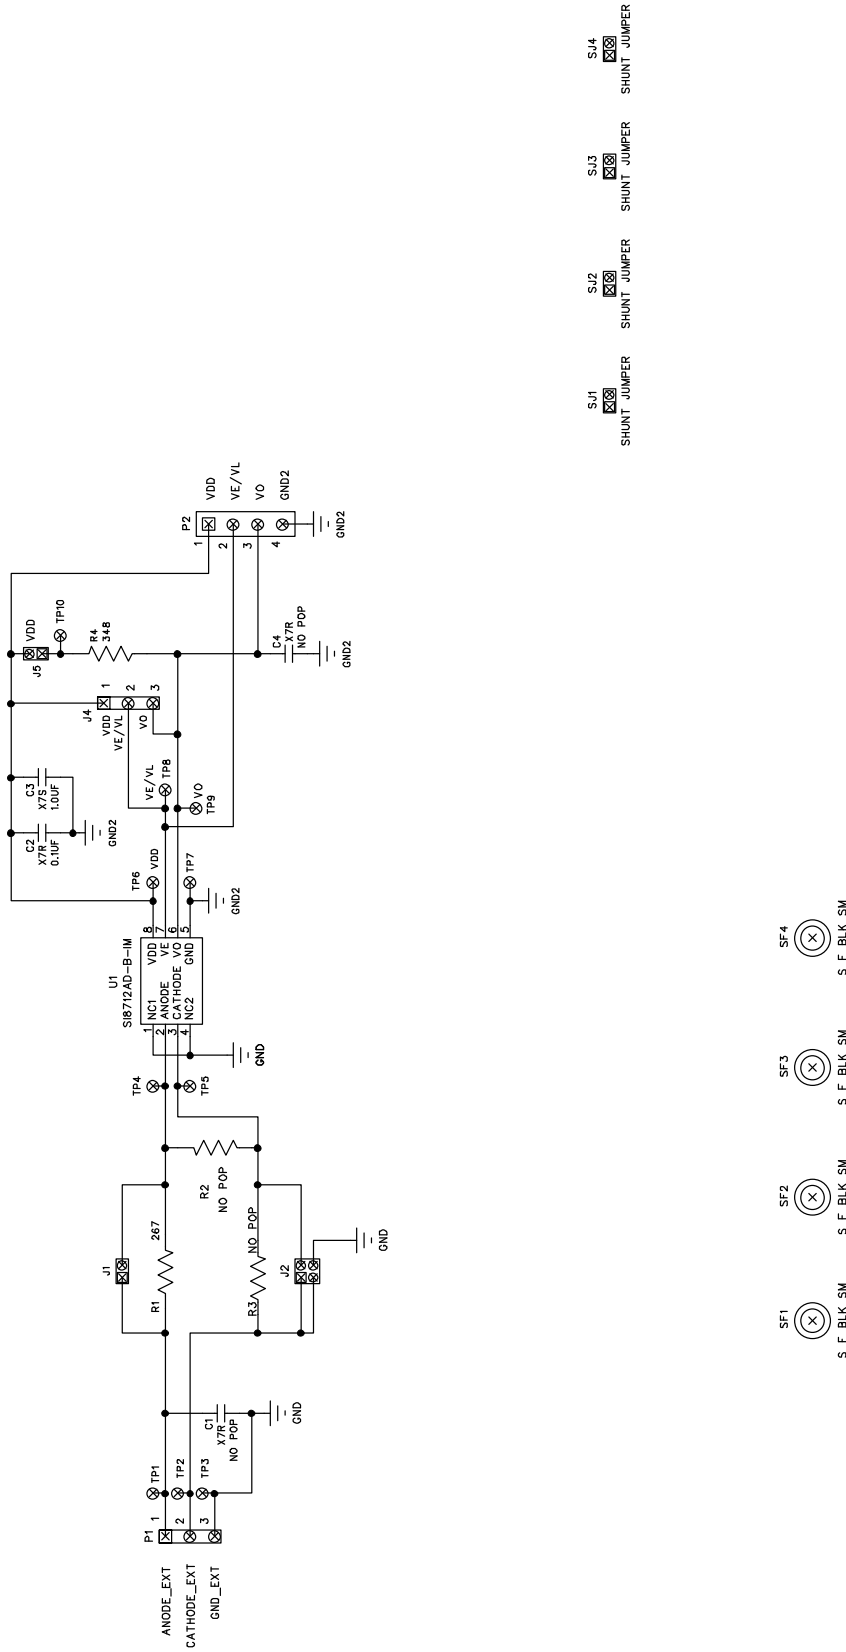 ANODE_EXT
CATHODE_EXT
GND_EXT
P1
1
2
3
TP1
TP2
TP3
C1
X7R
NO POP
GND
J1
R1
267
R3
NO POP
J2
GND
R2
NO POP
TP4
TP5
GND
U1
SI8712AD-B-IM
1
2
3
4
NC1
ANODE
CATHODE
NC2
VDD
VE
VO
GND
8
7
6
5
TP6
VDD
TP7
GND2
C2
X7R
0.1UF
GND2
C3
X7S
1.0UF
VE/VL
TP8
VO
TP9
J4
VDD
VE/VL
VO
1
2
3
J5
VDD
TP10
R4
348
C4
X7R
NO POP
GND2
P2
1
2
3
4
VDD
VE/VL
VO
GND2
GND2
SJ1
SHUNT JUMPER
SJ2
SHUNT JUMPER
SJ3
SHUNT JUMPER
SJ4
SHUNT JUMPER
SF1
BLK SM
SF2
BLK SM
SF3
BLK SM
SF4
BLK SM